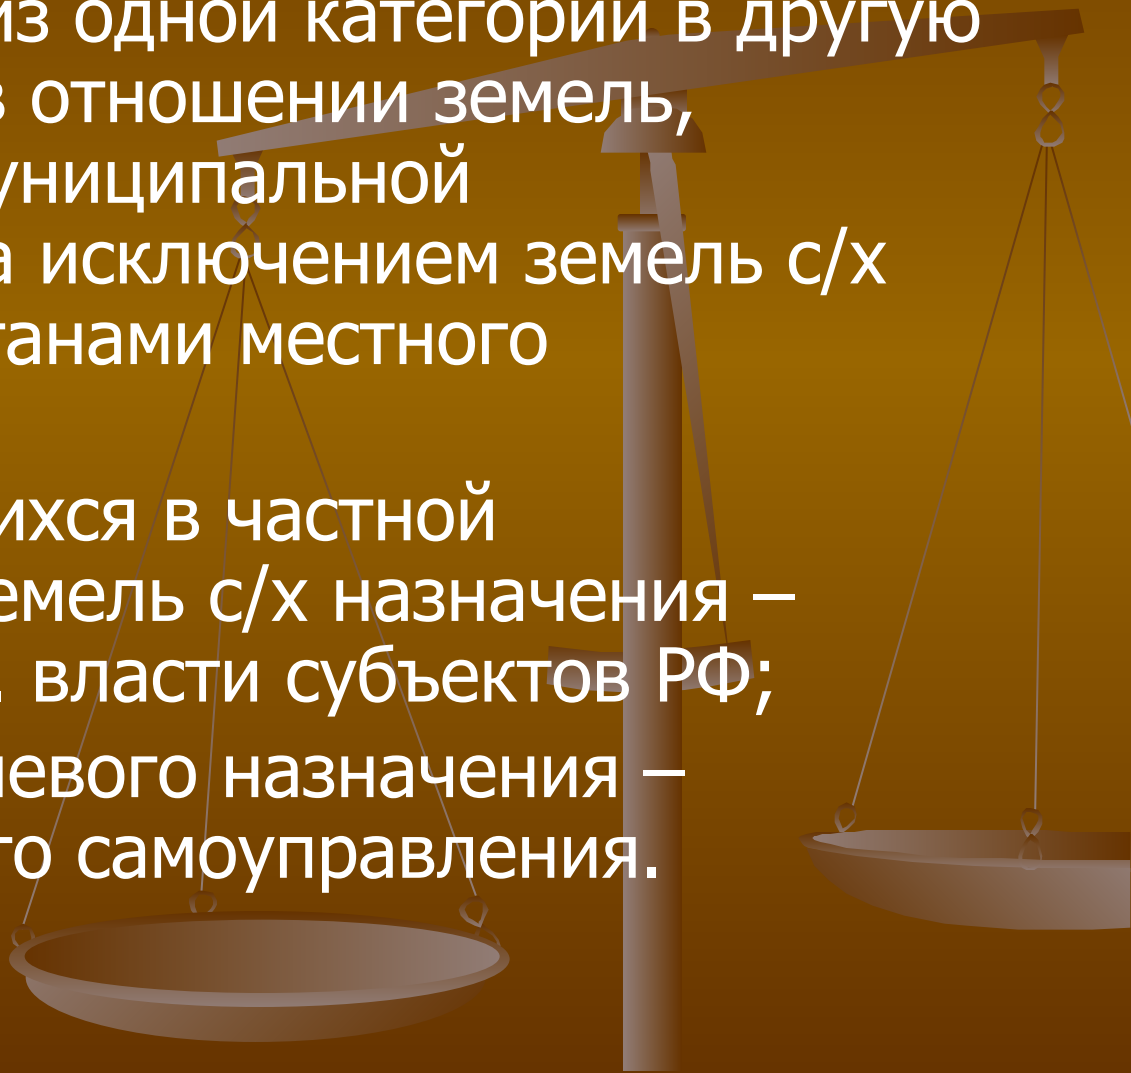 из одной категории в другую
в отношении земель,
униципальной
а исключением земель с/х
ганами местного
ихся в частной
емель с/х назначения –
. власти субъектов РФ;
левого назначения –
го самоуправления.